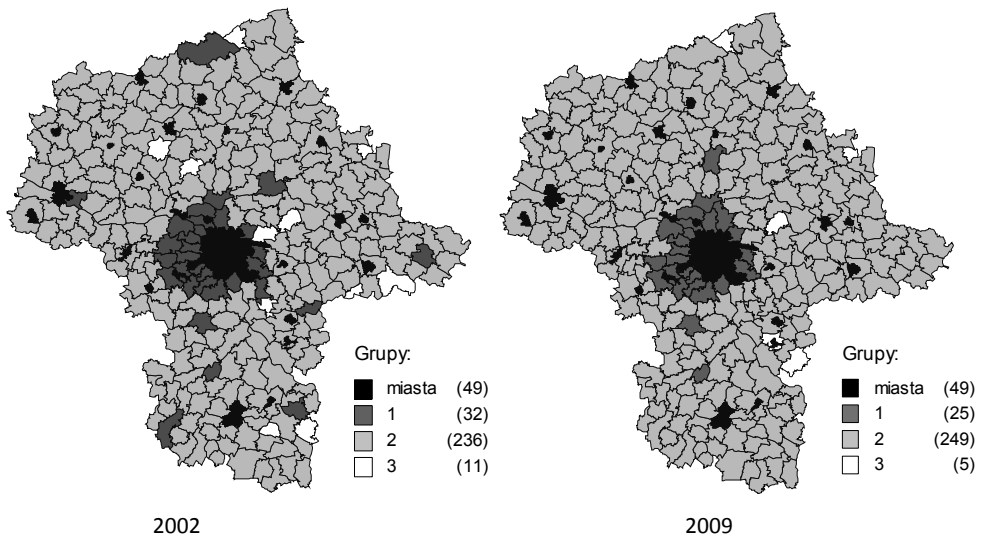 Grupy:
miasta (49)
1 (32)
2 (236)
3 (11)
2002
Grupy:
miasta (49)
1 (25)
2 (249)
3 (5)
2009